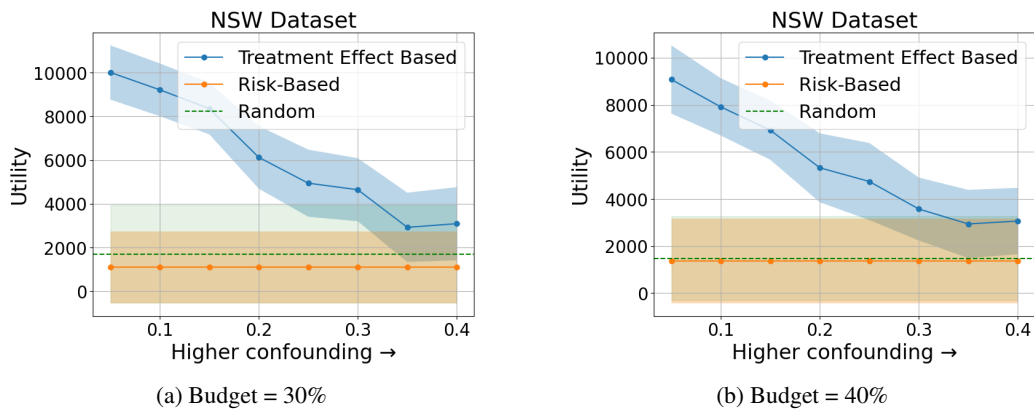 NSW Dataset
Treatment Effect Based
Risk-Based
Random
10000
8000
6000
4000
2000
0
Utility
0.1
0.2
0.3
0.4
Higher confounding →
(a) Budget = 30%
NSW Dataset
Treatment Effect Based
Risk-Based
Random
10000
8000
6000
4000
2000
0
Utility
0.1
0.2
0.3
0.4
Higher confounding →
(b) Budget = 40%